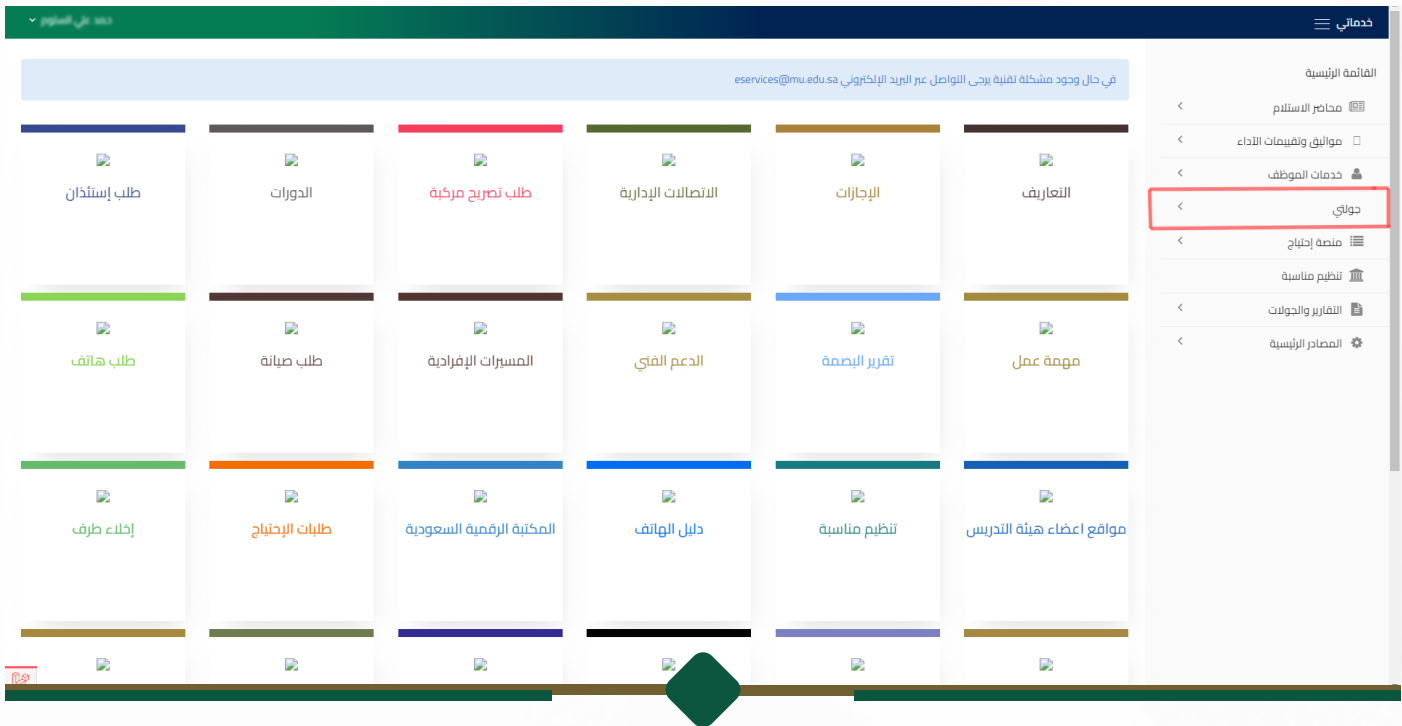 خدماتي
القائمة الرئيسية
محاضر الاستلام
مواثيق وتقييمات الآداء
خدمات الموظف
جولتي
منصة إحتياج
تنظيم مناسبة
التقارير والجولات
المصادر الرئيسية
في حال وجود مشكلة تقنية يرجى التواصل عبر البريد الإلكتروني eservices@mu.edu.sa
التعاريف
الإجازات
الاتصالات الإدارية
طلب تصريح مركبة
الدورات
طلب إستئذان
مهمة عمل
تقرير البصمة
الدعم الفني
المسيرات الإفرادية
طلب صيانة
طلب هاتف
مواقع اعضاء هيئة التدريس
تنظيم مناسبة
دليل الهاتف
المكتبة الرقمية السعودية
طلبات الإحتياج
إخلاء طرف